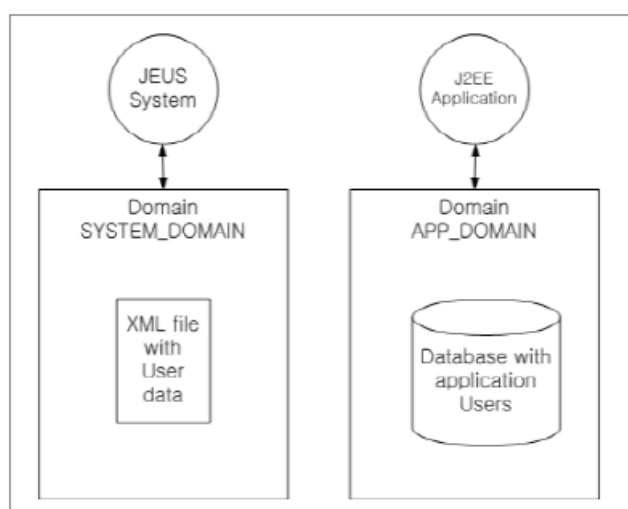 JEUS
System
J2EE
Application
Domain
SYSTEM_DOMAIN
XML file
with
User
data
Domain
APP_DOMAIN
Database with
application
Users